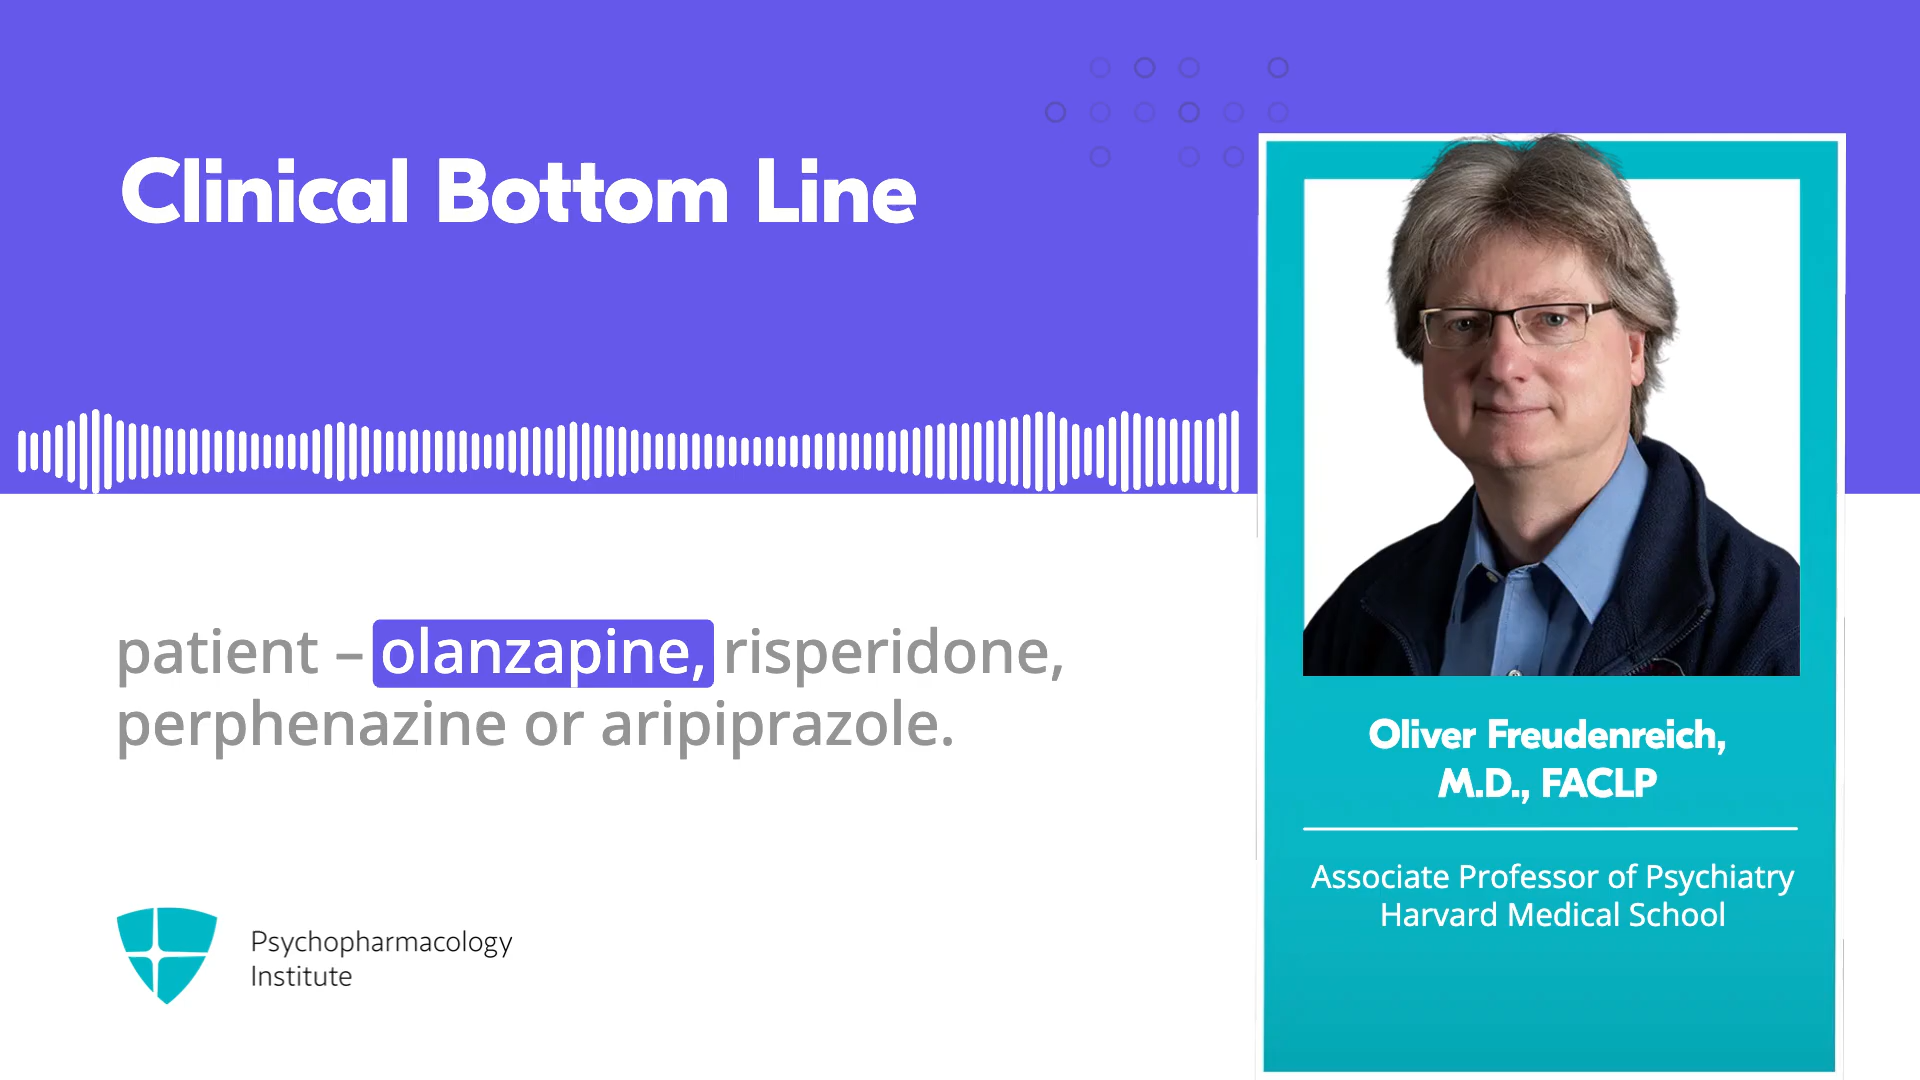 Clinical Bottom Line
patient – olanzapine, risperidone,
perphenazine or aripiprazole.
Psychopharmacology
Institute
Oliver Freudenreich,
M.D., FACLP
Associate Professor of Psychiatry
Harvard Medical School